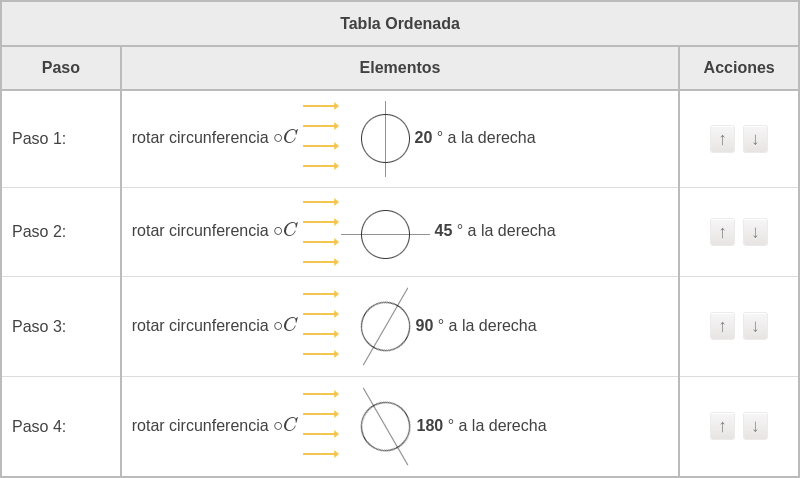 Tabla Ordenada
Paso Elementos Acciones
Paso 1: rotar circunferencia ○C 20 ° a la derecha ↑ ↓
Paso 2: rotar circunferencia ○C 45 ° a la derecha ↑ ↓
Paso 3: rotar circunferencia ○C 90 ° a la derecha ↑ ↓
Paso 4: rotar circunferencia ○C 180 ° a la derecha ↑ ↓